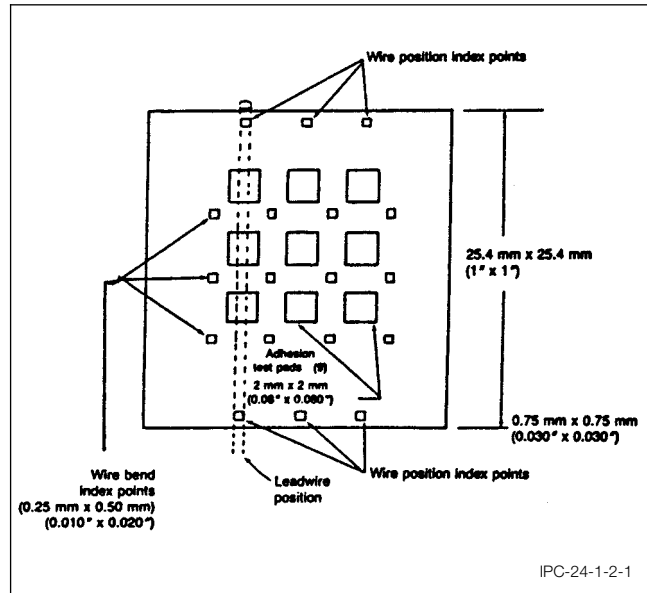 Wire position index points
25.4 mm x 25.4 mm
(1" x 1")
Adhesion
test pads (9)
2 mm x 2 mm
(0.08" x 0.080")
0.75 mm x 0.75 mm
(0.030" x 0.030")
Wire bend
index points
(0.25 mm x 0.50 mm)
(0.010" x 0.020")
Leadwire
position
Wire position index points
IPC-24-1-2-1